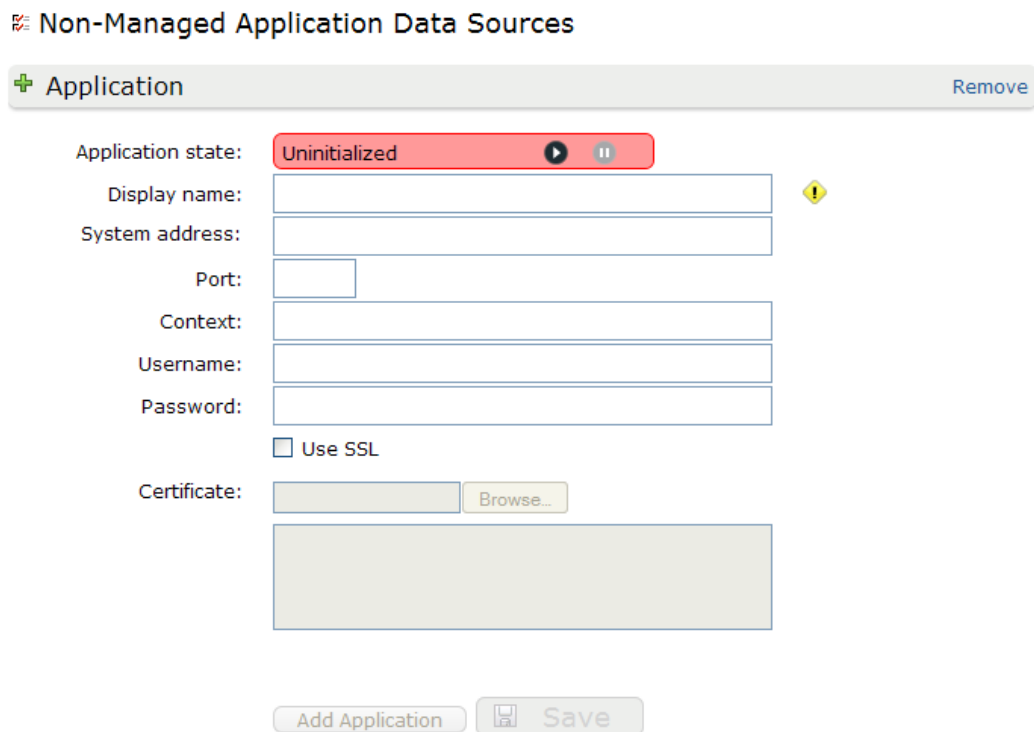 Non-Managed Application Data Sources
Application Remove
Application state: Uninitialized
Display name:
System address:
Port:
Context:
Username:
Password:
Use SSL
Certificate: Browse...
Add Application Save